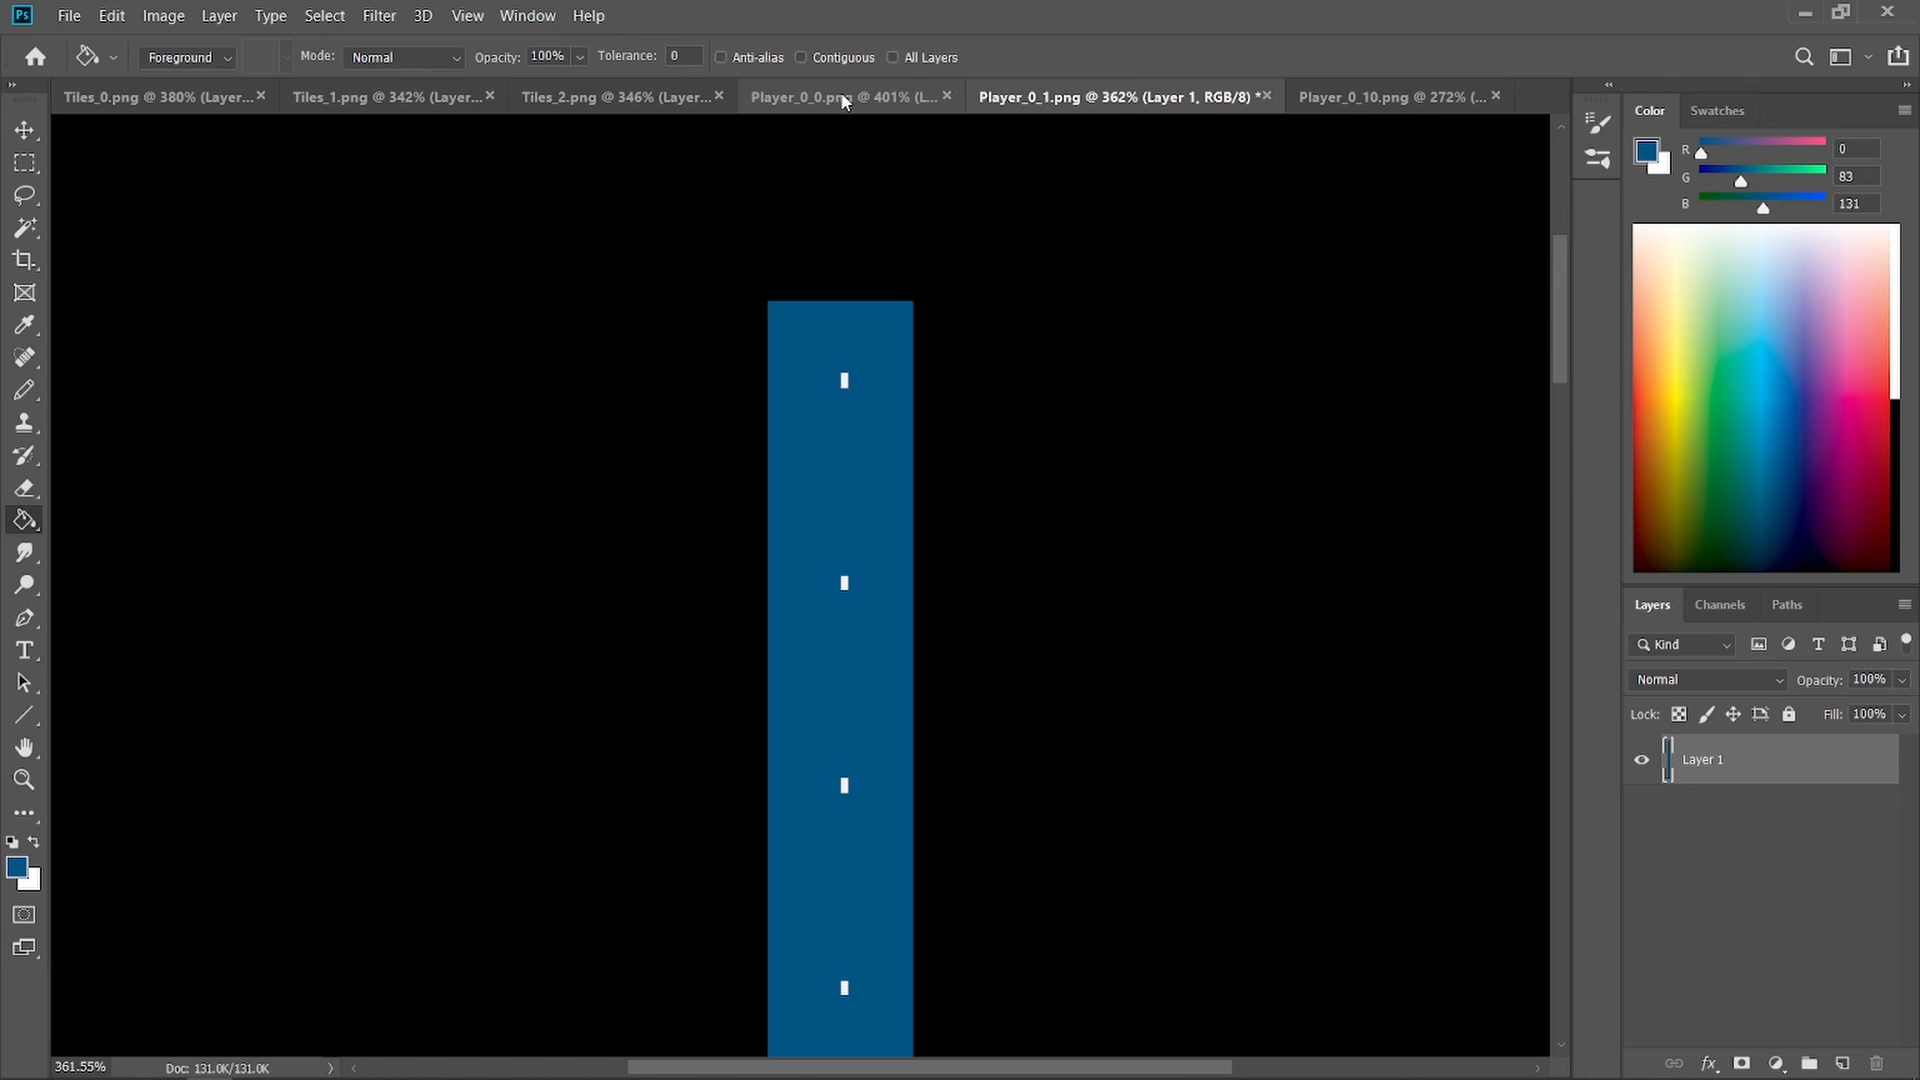 Ps File Edit Image Layer Type Select Filter 3D View Window Help
Foreground Mode: Normal Opacity: 100% Tolerance: 0 Anti-alias Contiguous All Layers
Tiles_0.png @ 380% (Layer... Tiles_1.png @ 342% (Layer... Tiles_2.png @ 346% (Layer... Player_0_0.png @ 401% (L... Player_0_1.png @ 362% (Layer 1, RGB/8) * Player_0_10.png @ 272% (...
Color Swatches
R 0
G 83
B 131
Layers Channels Paths
Kind
Normal Opacity: 100%
Lock: Fill: 100%
Layer 1
361.55% Doc: 131.0K/131.0K